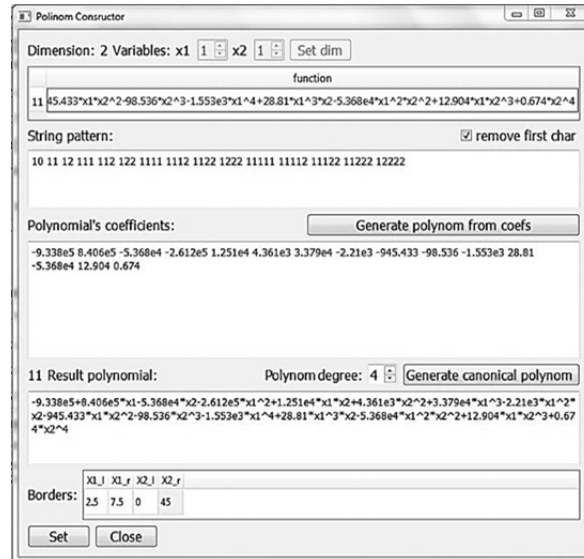 Polinom Consructor
Dimension: 2 Variables: x1 1 x2 1 Set dim
function
11 45.433*x1*x2^2-98.536*x2^3-1.553e3*x1^4+28.81*x1^3*x2-5.368e4*x1^2*x2^2+12.904*x1*x2^3+0.674*x2^4
String pattern: remove first char
10 11 12 111 112 122 1111 1112 1122 1222 11111 11112 11122 11222 12222
Polynomial's coefficients: Generate polynom from coefs
-9.338e5 8.406e5 -5.368e4 -2.612e5 1.251e4 4.361e3 3.379e4 -2.21e3 -945.433 -98.536 -1.553e3 28.81
-5.368e4 12.904 0.674
11 Result polynomial: Polynom degree: 4 Generate canonical polynom
-9.338e5+8.406e5*x1-5.368e4*x2-2.612e5*x1^2+1.251e4*x1*x2+4.361e3*x2^2+3.379e4*x1^3-2.21e3*x1^2*
x2-945.433*x1*x2^2-98.536*x2^3-1.553e3*x1^4+28.81*x1^3*x2-5.368e4*x1^2*x2^2+12.904*x1*x2^3+0.67
4*x2^4
X1_l X1_r X2_l X2_r
Borders: 2.5 7.5 0 45
Set Close